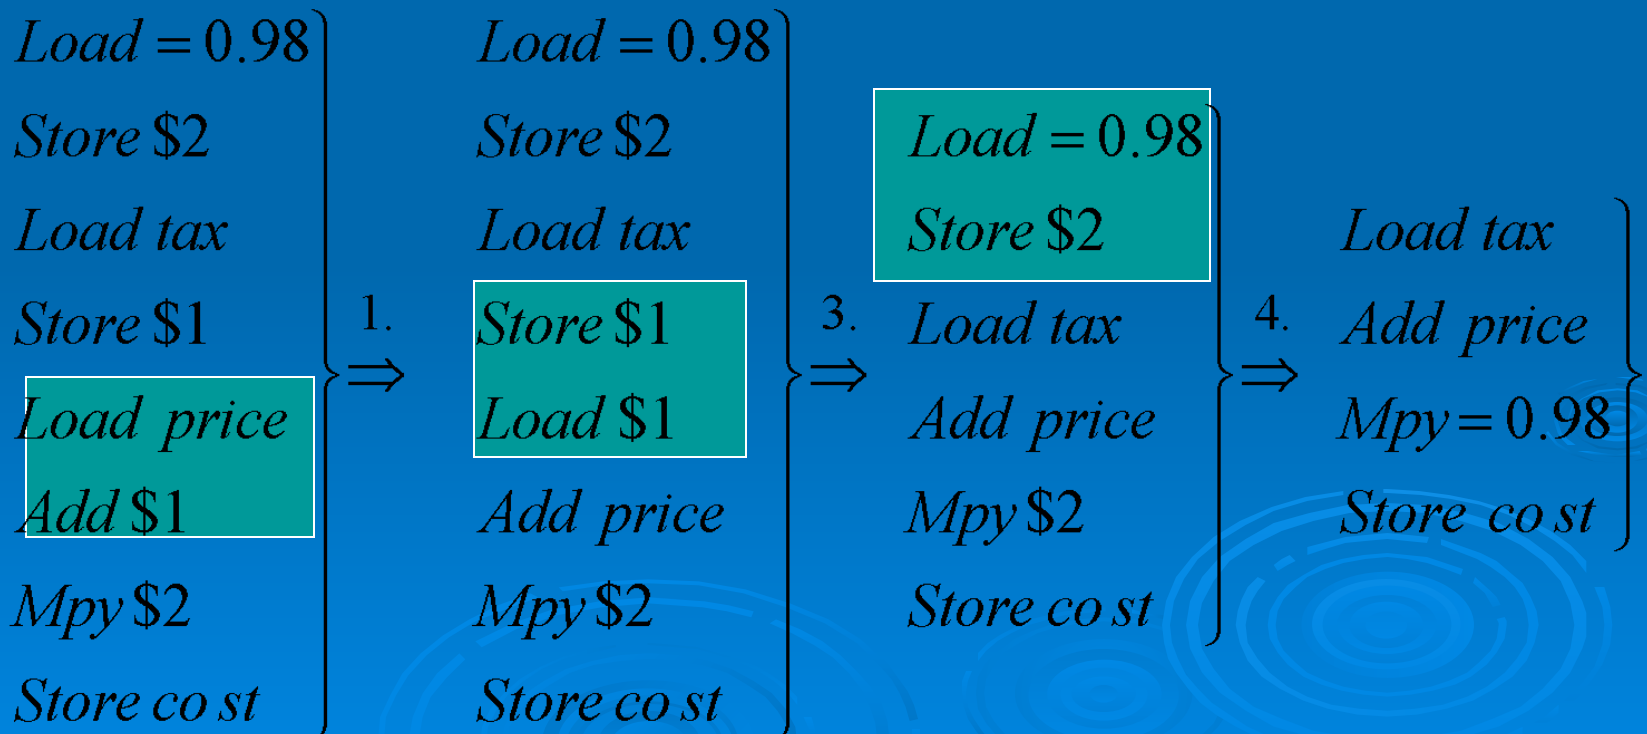 Load = 0.98
Store $2
Load tax
Store $1
Load price
Add $1
Mpy $2
Store co st
1.
⇒
Load = 0.98
Store $2
Load tax
Store $1
Load $1
Add price
Mpy $2
Store co st
3.
⇒
Load = 0.98
Store $2
Load tax
Add price
Mpy $2
Store co st
4.
⇒
Load tax
Add price
Mpy = 0.98
Store co st